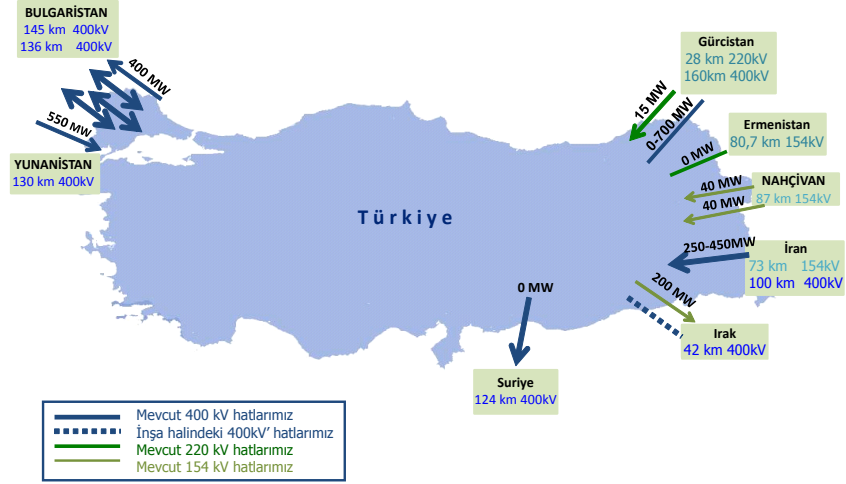 BULGARİSTAN
145 km 400kV
136 km 400kV
400 MW
550 MW
YUNANİSTAN
130 km 400kV
Türkiye
Gürcistan
28 km 220kV
160km 400kV
15 MW
0-700 MW
Ermenistan
80,7 km 154kV
0 MW
NAHÇİVAN
87 km 154kV
40 MW
40 MW
250-450MW
İran
73 km 154kV
100 km 400kV
200 MW
Irak
42 km 400kV
0 MW
Suriye
124 km 400kV
Mevcut 400 kV hatlarımız
İnşa halindeki 400kV’ hatlarımız
Mevcut 220 kV hatlarımız
Mevcut 154 kV hatlarımız